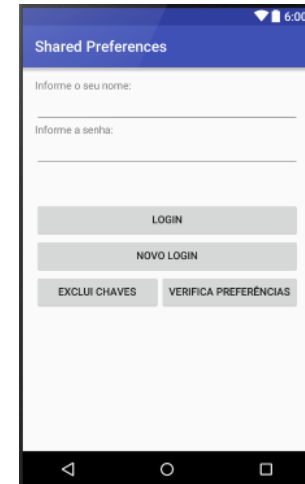 6:00
Shared Preferences
Informe o seu nome:
Informe a senha:
LOGIN
NOVO LOGIN
EXCLUI CHAVES VERIFICA PREFERÊNCIAS